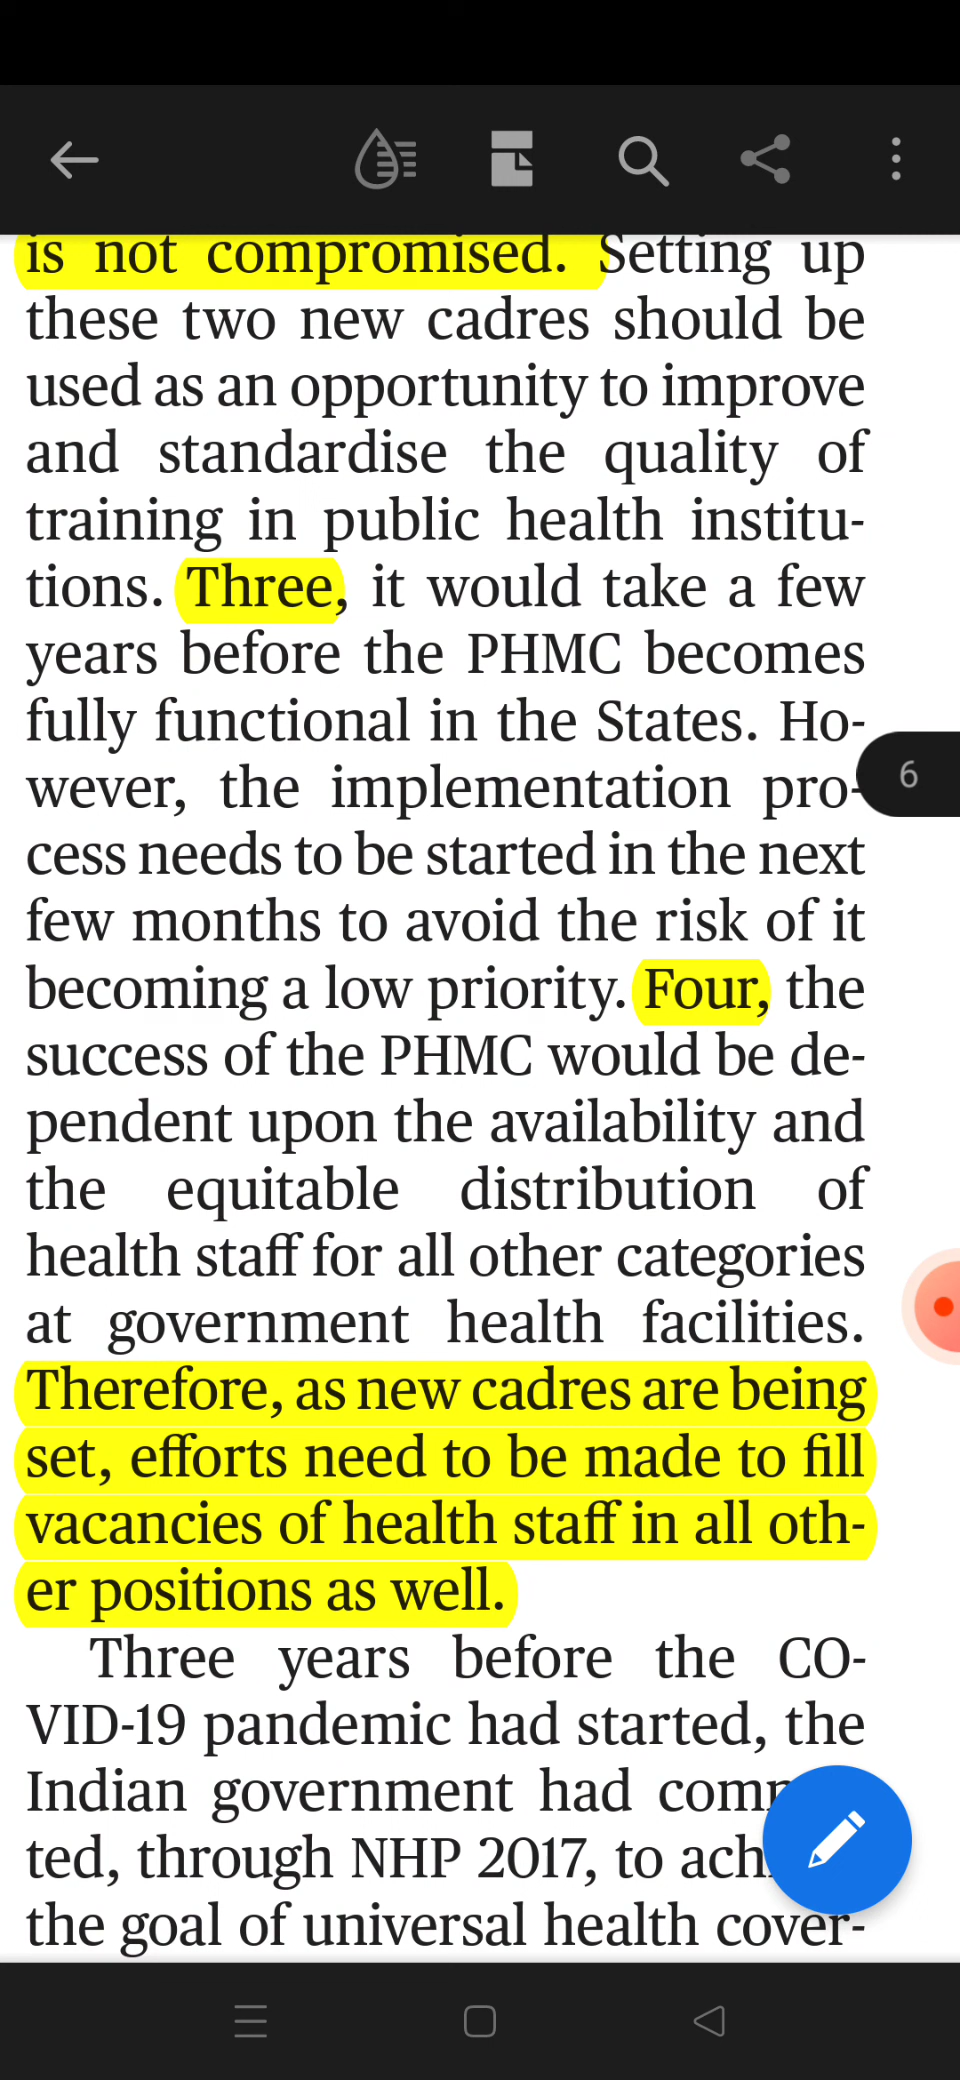 is not compromised. Setting up
these two new cadres should be
used as an opportunity to improve
and standardise the quality of
training in public health institu-
tions. Three, it would take a few
years before the PHMC becomes
fully functional in the States. Ho-
wever, the implementation pro-
6
cess needs to be started in the next
few months to avoid the risk of it
becoming a low priority. Four, the
success of the PHMC would be de-
pendent upon the availability and
the equitable distribution of
health staff for all other categories
at government health facilities.
Therefore, as new cadres are being
set, efforts need to be made to fill
vacancies of health staff in all oth-
er positions as well.
Three years before the CO-
VID-19 pandemic had started, the
Indian government had
ted, through NHP 2017, to
the goal of universal health cover-